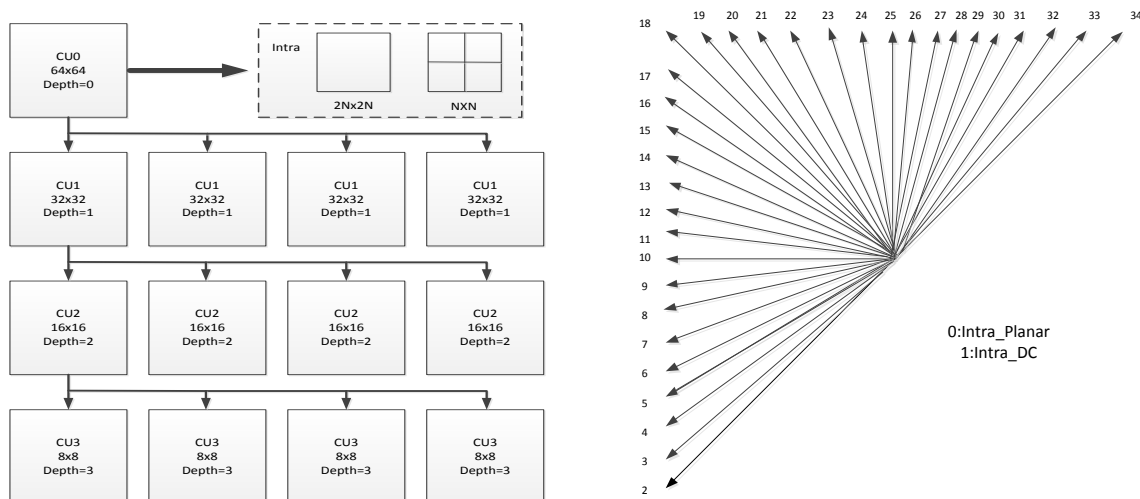 CU0
64x64
Depth=0
Intra
2Nx2N
NXN
CU1
32x32
Depth=1
CU1
32x32
Depth=1
CU1
32x32
Depth=1
CU1
32x32
Depth=1
CU2
16x16
Depth=2
CU2
16x16
Depth=2
CU2
16x16
Depth=2
CU2
16x16
Depth=2
CU3
8x8
Depth=3
CU3
8x8
Depth=3
CU3
8x8
Depth=3
CU3
8x8
Depth=3
18 19 20 21 22 23 24 25 26 27 28 29 30 31 32 33 34
17
16
15
14
13
12
11
10
9
8
7
6
5
4
3
2
0:Intra_Planar
1:Intra_DC